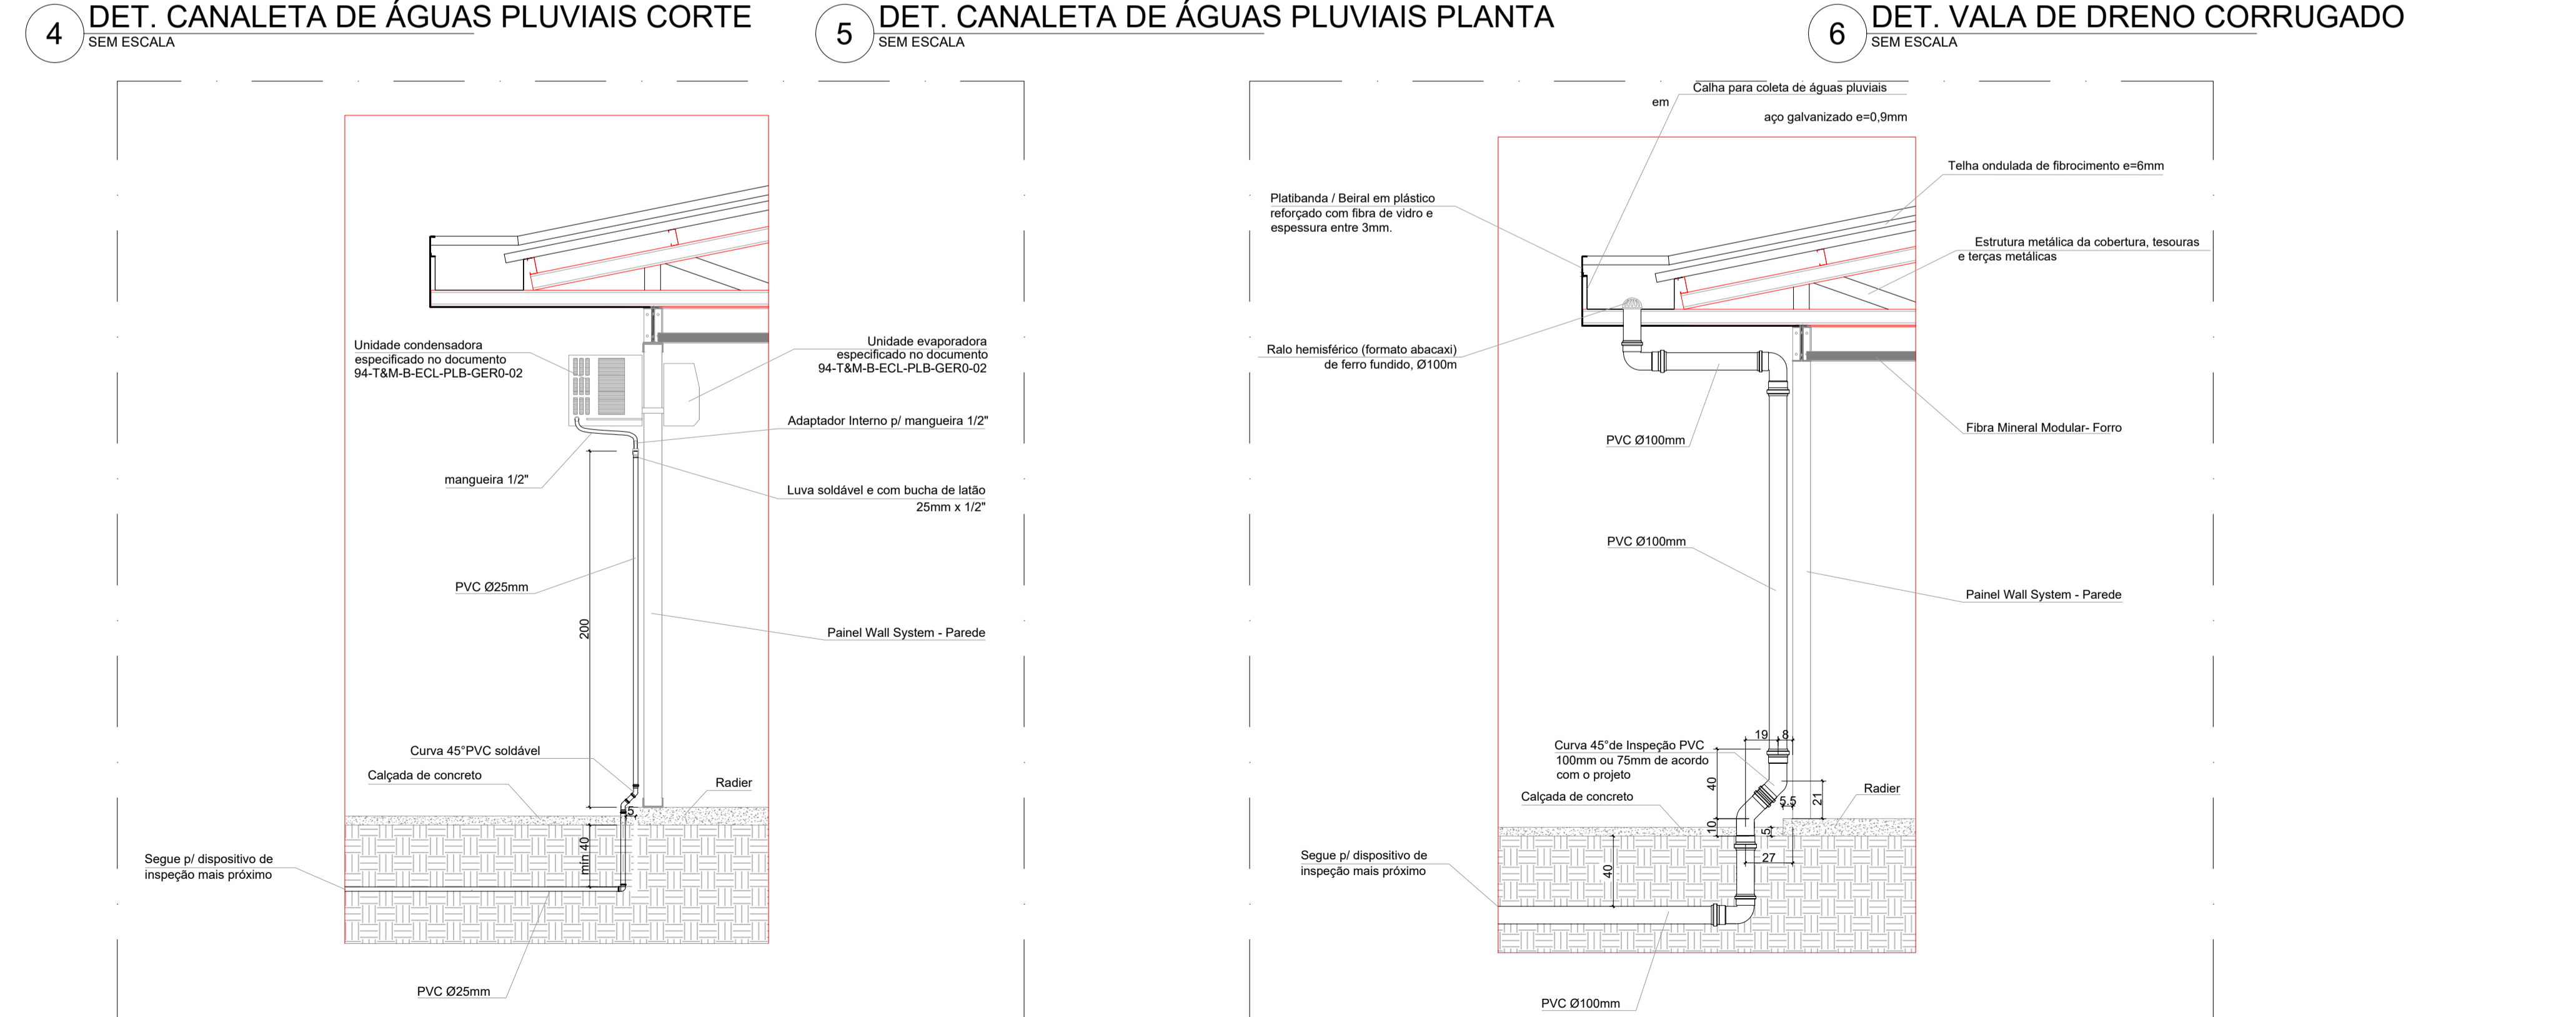 4
DET. CANALETA DE ÁGUAS PLUVIAIS CORTE
SEM ESCALA
5
DET. CANALETA DE ÁGUAS PLUVIAIS PLANTA
SEM ESCALA
6
DET. VALA DE DRENO CORRUGADO
SEM ESCALA
Unidade condensadora
especificado no documento
94-T&M-B-ECL-PLB-GER0-02
Unidade evaporadora
especificado no documento
94-T&M-B-ECL-PLB-GER0-02
Adaptador Interno p/ mangueira 1/2"
mangueira 1/2"
Luva soldável e com bucha de latão
25mm x 1/2"
PVC Ø25mm
200
Painel Wall System - Parede
Curva 45°PVC soldável
Calçada de concreto
Radier
5
mín 40
Segue p/ dispositivo de
inspeção mais próximo
PVC Ø25mm
Calha para coleta de águas pluviais
em
aço galvanizado e=0,9mm
Telha ondulada de fibrocimento e=6mm
Platibanda / Beiral em plástico
reforçado com fibra de vidro e
espessura entre 3mm.
Estrutura metálica da cobertura, tesouras
e terças metálicas
Ralo hemisférico (formato abacaxi)
de ferro fundido, Ø100m
Fibra Mineral Modular- Forro
PVC Ø100mm
PVC Ø100mm
Painel Wall System - Parede
19
8
Curva 45°de Inspeção PVC
100mm ou 75mm de acordo
com o projeto
40
5.5
21
Calçada de concreto
Radier
10
5
27
40
Segue p/ dispositivo de
inspeção mais próximo
PVC Ø100mm